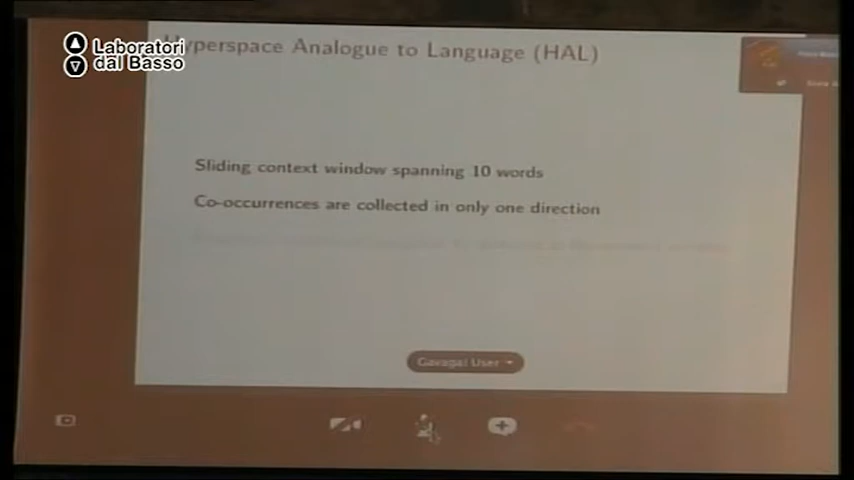 Laboratori
dal Basso
Hyperspace Analogue to Language (HAL)
Sliding context window spanning 10 words
Co-occurrences are collected in only one direction
Gavagai User